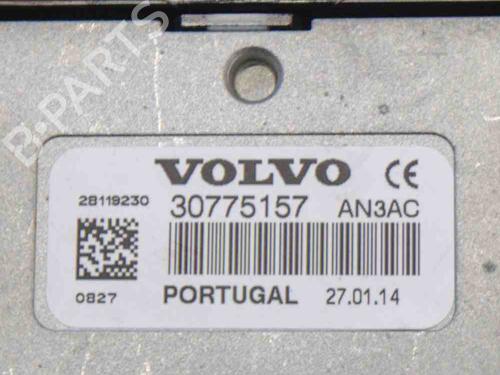 B-PARTS
VOLVO CE
28119230 30775157 AN3AC
0827 PORTUGAL 27.01.14